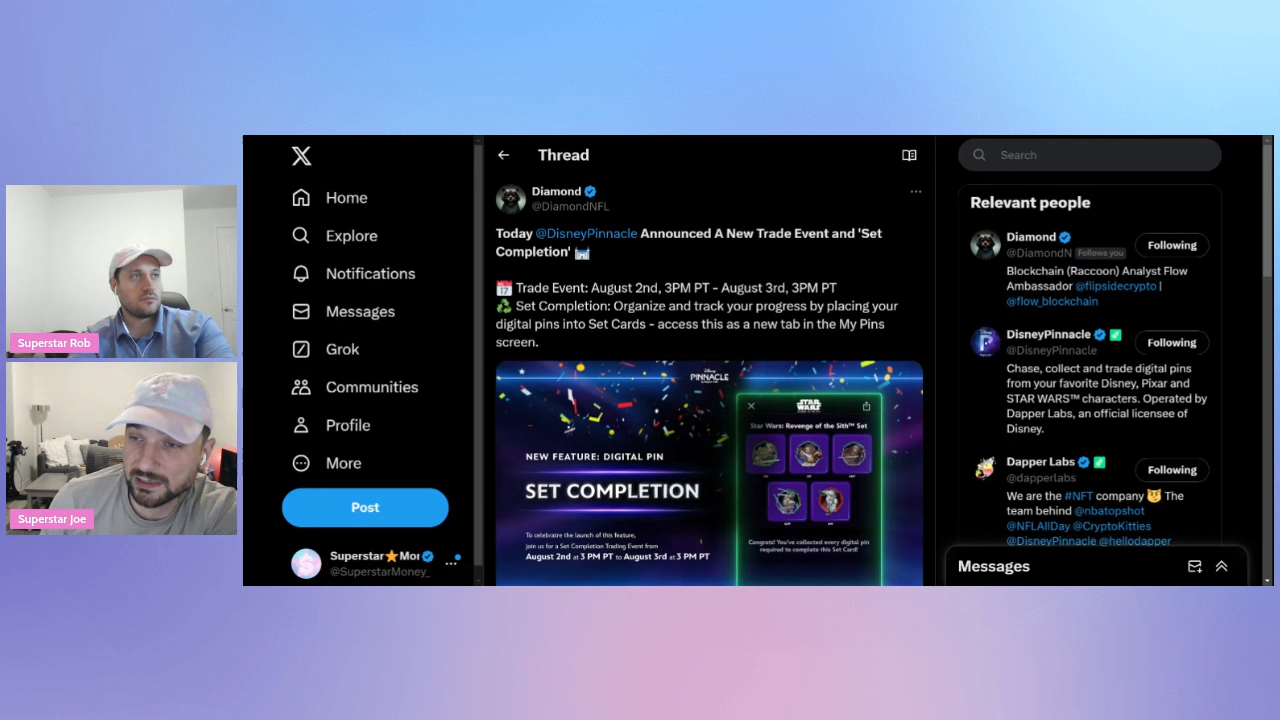 Superstar Rob
Superstar Joe
Home
Explore
Notifications
Messages
Grok
Communities
Profile
More
Post
Superstar⭐Mor
@SuperstarMoney_
Thread
Diamond
@DiamondNFL
Today @DisneyPinnacle Announced A New Trade Event and 'Set
Completion' 🏰
📅 Trade Event: August 2nd, 3PM PT - August 3rd, 3PM PT
♻️ Set Completion: Organize and track your progress by placing your
digital pins into Set Cards - access this as a new tab in the My Pins
screen.
PINNACLE
NEW FEATURE: DIGITAL PIN
SET COMPLETION
To celebrate the launch of this feature,
join us for a Set Completion Trading Event from
August 2nd at 3 PM PT to August 3rd at 3 PM PT
STAR WARS
Star Wars: Revenge of the Sith™ Set
Congrats! You've collected every digital pin
required to complete this Set Card!
Search
Relevant people
Diamond
@DiamondN Follows you
Following
Blockchain (Raccoon) Analyst Flow
Ambassador @flipsidecrypto |
@flow_blockchain
DisneyPinnacle
@DisneyPinnacle
Following
Chase, collect and trade digital pins
from your favorite Disney, Pixar and
STAR WARS™ characters. Operated by
Dapper Labs, an official licensee of
Disney.
Dapper Labs
@dapperlabs
Following
We are the #NFT company 😼 The
team behind @nbatopshot
@NFLAllDay @CryptoKitties
@DisneyPinnacle @hellodapper
Messages